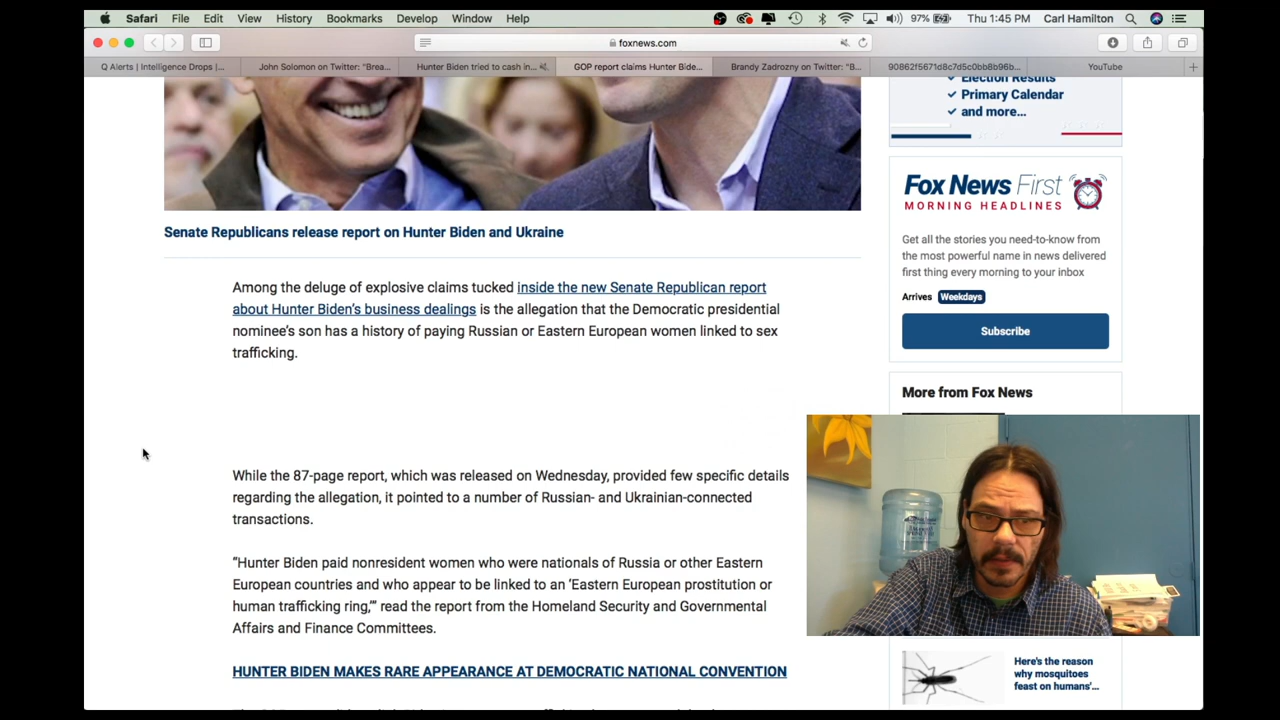 Safari File Edit View History Bookmarks Develop Window Help 97% Thu 1:45 PM Carl Hamilton
foxnews.com
Q Alerts | Intelligence Drops |... John Solomon on Twitter: "Brea... Hunter Biden tried to cash in... GOP report claims Hunter Bide... Brandy Zadrozny on Twitter: "B... 90862f5671d8c7d5c0bb8b96b... YouTube
Election Results
Primary Calendar
and more...
Fox News First
MORNING HEADLINES
Senate Republicans release report on Hunter Biden and Ukraine
Get all the stories you need-to-know from
the most powerful name in news delivered
first thing every morning to your inbox
Arrives Weekdays
Subscribe
Among the deluge of explosive claims tucked inside the new Senate Republican report
about Hunter Biden's business dealings is the allegation that the Democratic presidential
nominee's son has a history of paying Russian or Eastern European women linked to sex
trafficking.
More from Fox News
While the 87-page report, which was released on Wednesday, provided few specific details
regarding the allegation, it pointed to a number of Russian- and Ukrainian-connected
transactions.
"Hunter Biden paid nonresident women who were nationals of Russia or other Eastern
European countries and who appear to be linked to an 'Eastern European prostitution or
human trafficking ring,'" read the report from the Homeland Security and Governmental
Affairs and Finance Committees.
HUNTER BIDEN MAKES RARE APPEARANCE AT DEMOCRATIC NATIONAL CONVENTION
Here's the reason
why mosquitoes
feast on humans'...